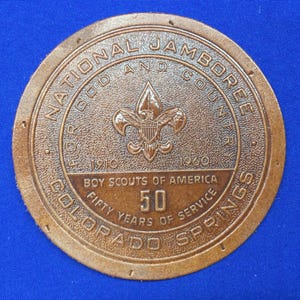 NATIONAL JAMBOREE
FOR GOD AND COUNTRY
1910 1960
BOY SCOUTS OF AMERICA
50
FIFTY YEARS OF SERVICE
COLORADO SPRINGS